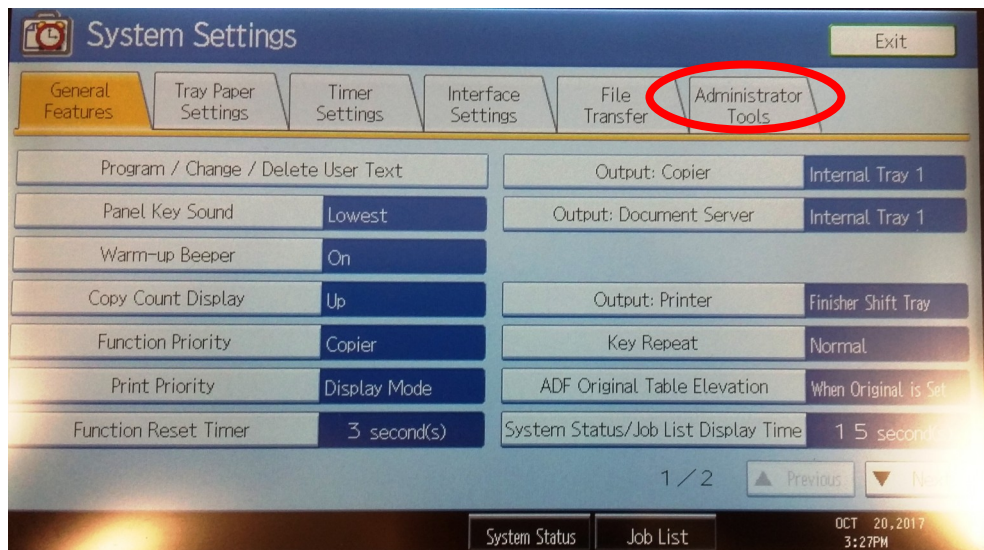 System Settings
Exit
General
Features
Tray Paper
Settings
Timer
Settings
Interface
Settings
File
Transfer
Administrator
Tools
Program / Change / Delete User Text
Output: Copier
Internal Tray 1
Panel Key Sound
Lowest
Output: Document Server
Internal Tray 1
Warm-up Beeper
On
Copy Count Display
Up
Output: Printer
Finisher Shift Tray
Function Priority
Copier
Key Repeat
Normal
Print Priority
Display Mode
ADF Original Table Elevation
When Original is Set
Function Reset Timer
3 second(s)
System Status/Job List Display Time
15 second
1/2
▲ Previous
▼
System Status
Job List
OCT 20,2017
3:27PM